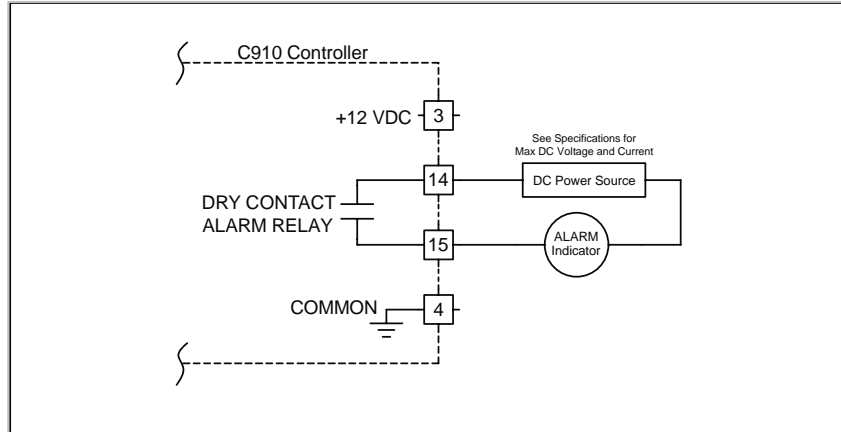 C910 Controller
+12 VDC
3
See Specifications for
Max DC Voltage and Current
14
DC Power Source
DRY CONTACT
ALARM RELAY
15
ALARM
Indicator
COMMON
4